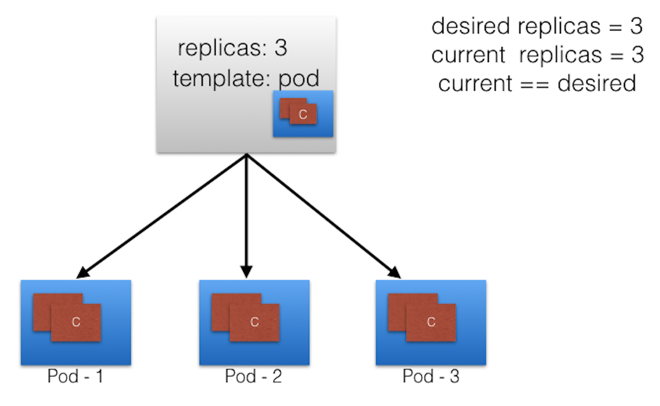 replicas: 3
template: pod
C
desired replicas = 3
current replicas = 3
current == desired
C
C
C
Pod - 1
Pod - 2
Pod - 3